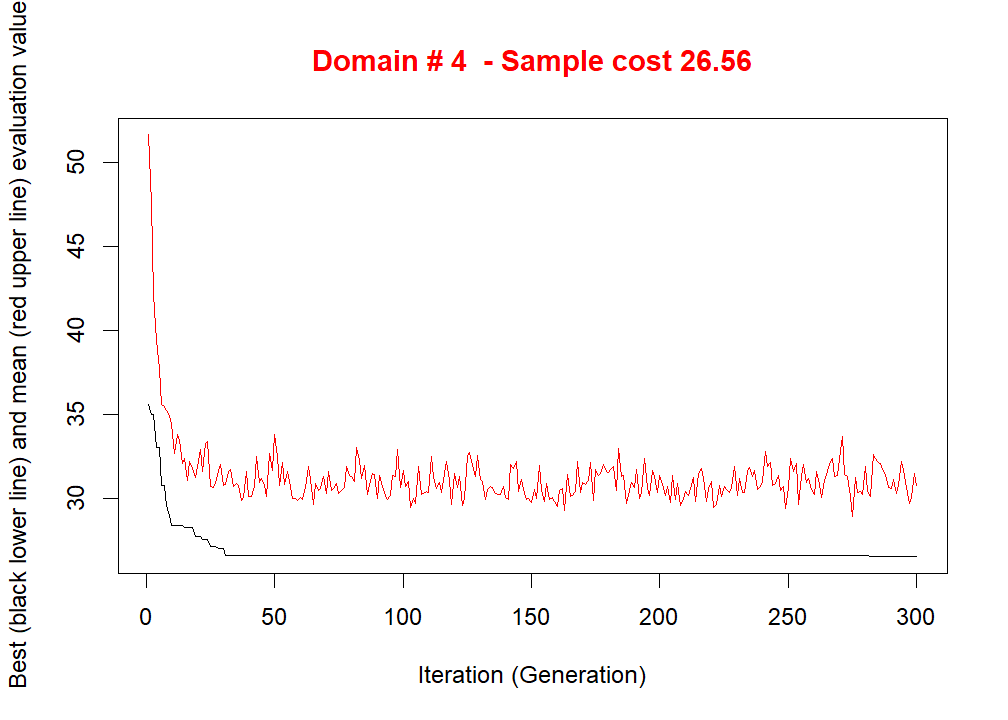 Domain # 4  - Sample cost 26.56
Best (black lower line) and mean (red upper line) evaluation value
50
45
40
35
30
0 50 100 150 200 250 300
Iteration (Generation)